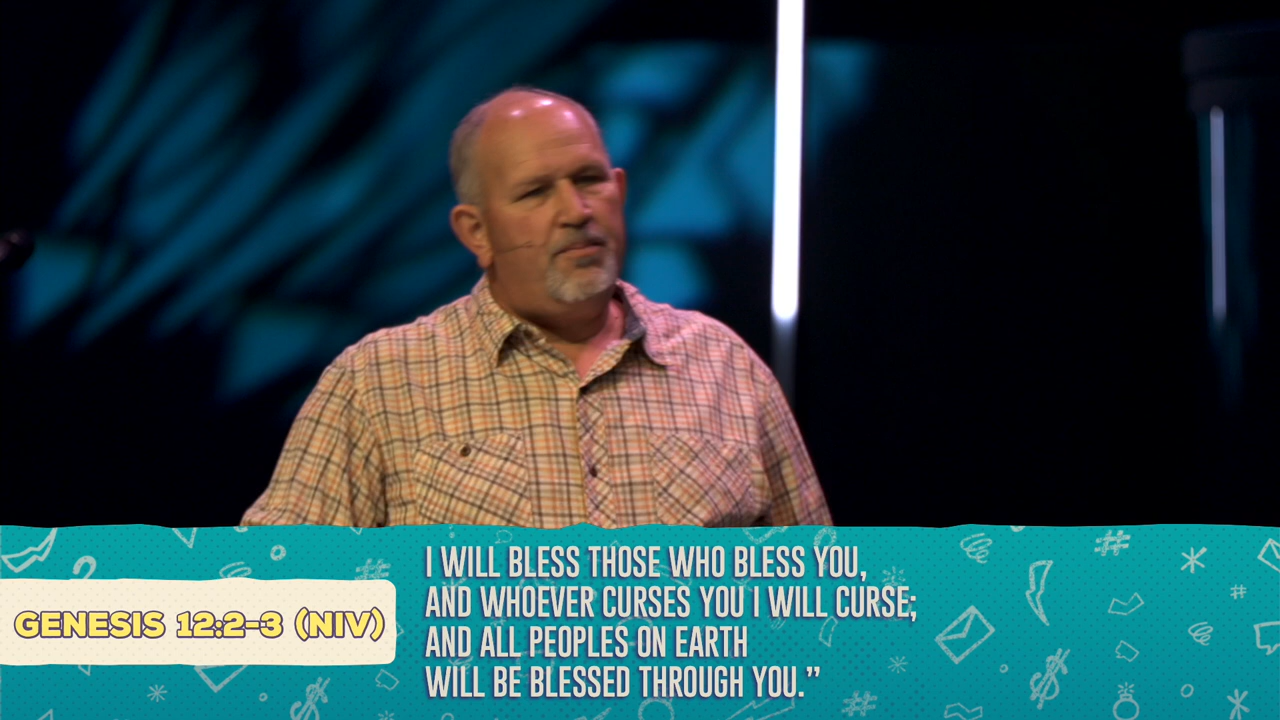 GENESIS 12:2-3 (NIV)
I WILL BLESS THOSE WHO BLESS YOU,
AND WHOEVER CURSES YOU I WILL CURSE;
AND ALL PEOPLES ON EARTH
WILL BE BLESSED THROUGH YOU.”